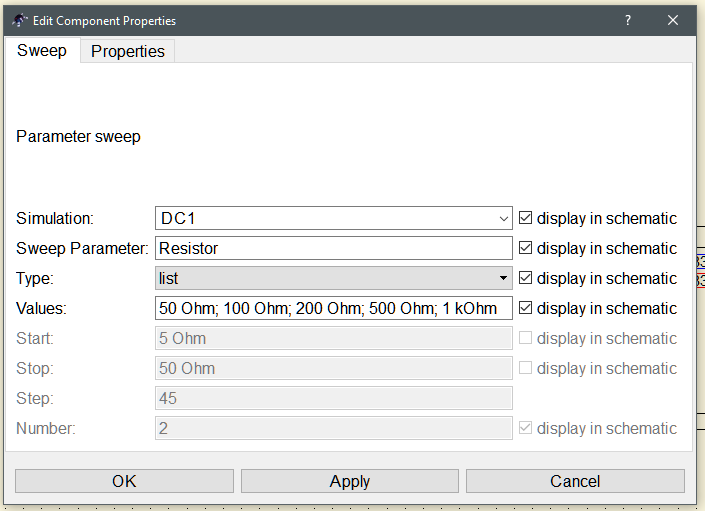 Edit Component Properties
Sweep Properties
Parameter sweep
Simulation: DC1 display in schematic
Sweep Parameter: Resistor display in schematic
Type: list display in schematic
Values: 50 Ohm; 100 Ohm; 200 Ohm; 500 Ohm; 1 kOhm display in schematic
Start: 5 Ohm display in schematic
Stop: 50 Ohm display in schematic
Step: 45
Number: 2 display in schematic
OK Apply Cancel